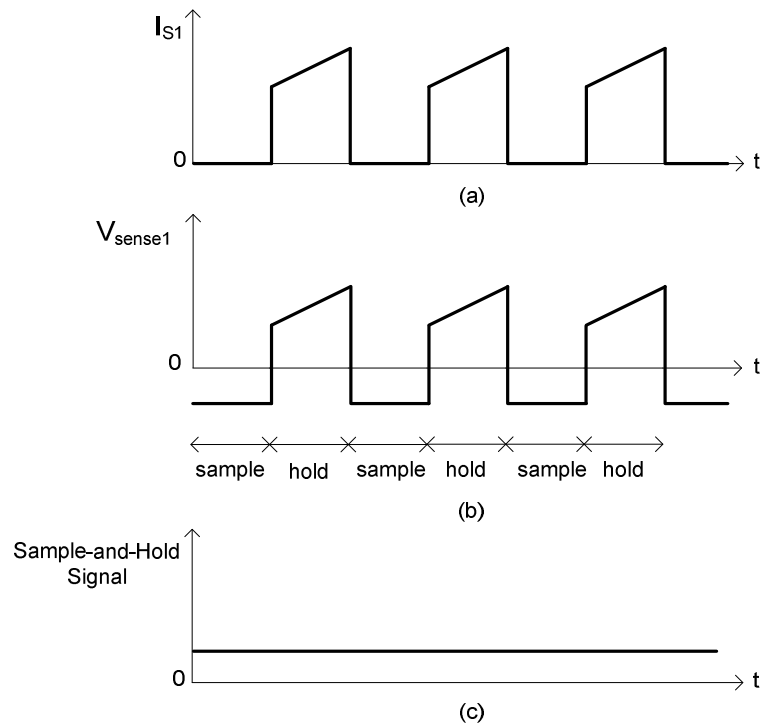 I_S1
0
t
(a)
V_sense1
0
t
sample hold sample hold sample hold
(b)
Sample-and-Hold
Signal
0
t
(c)